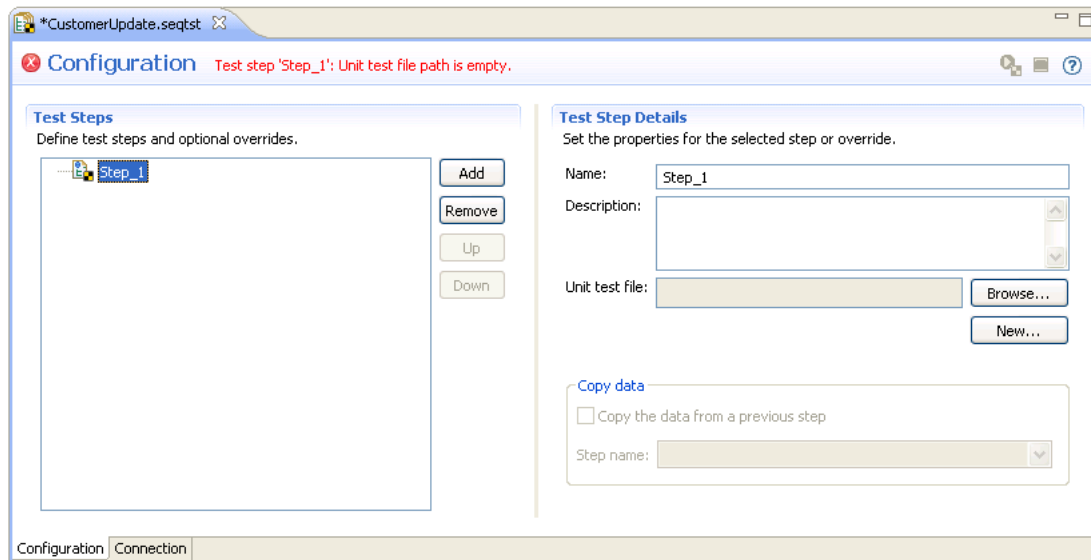 *CustomerUpdate.seqtst
Configuration Test step 'Step_1': Unit test file path is empty.
Test Steps
Define test steps and optional overrides.
Step_1
Add
Remove
Up
Down
Test Step Details
Set the properties for the selected step or override.
Name: Step_1
Description:
Unit test file: Browse...
New...
Copy data
Copy the data from a previous step
Step name:
Configuration Connection